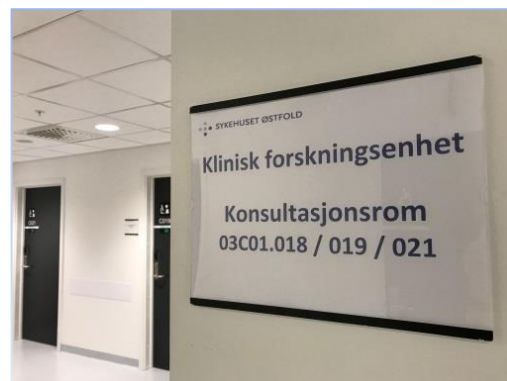 SYKEHUSET ØSTFOLD
Klinisk forskningsenhet
Konsultasjonsrom
03C01.018 / 019 / 021